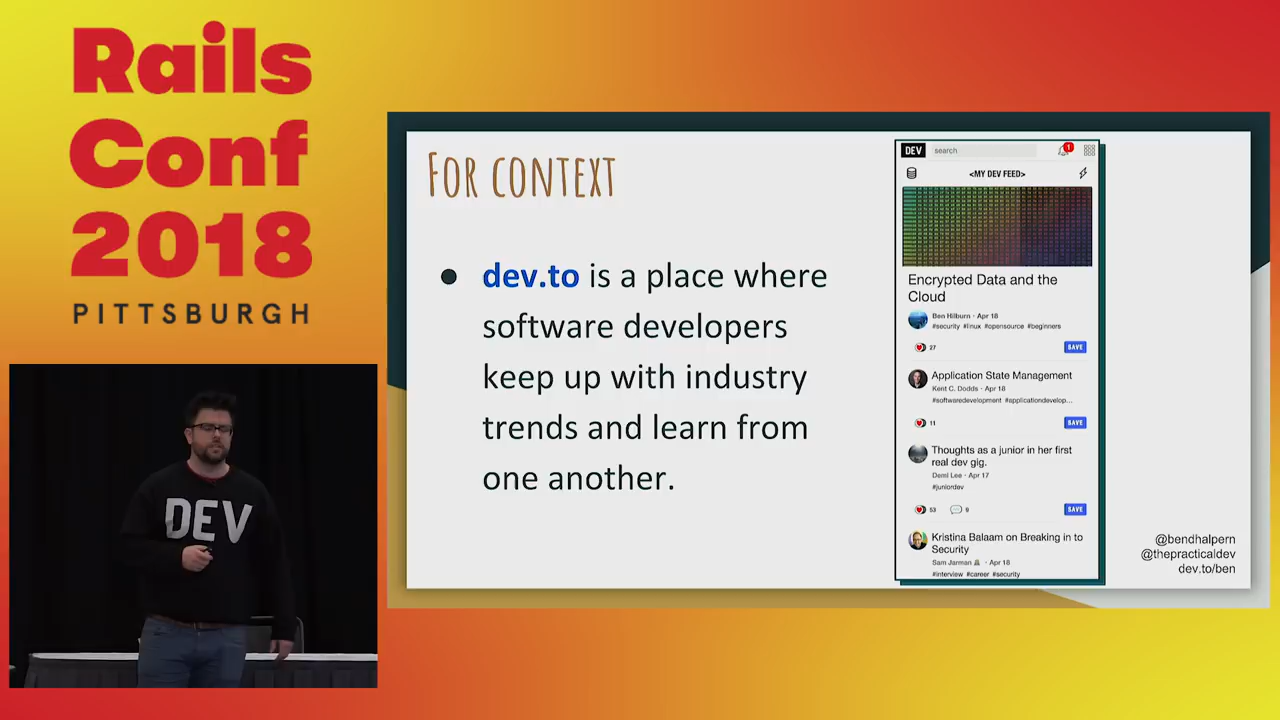 Rails
Conf
2018
PITTSBURGH
DEV
FOR CONTEXT
● dev.to is a place where
software developers
keep up with industry
trends and learn from
one another.
DEV search 1
<MY DEV FEED>
Encrypted Data and the
Cloud
Ben Hilburn · Apr 18
#security #linux #opensource #beginners
27 SAVE
Application State Management
Kent C. Dodds · Apr 18
#softwaredevelopment #applicationdevelop...
11 SAVE
Thoughts as a junior in her first
real dev gig.
Demi Lee · Apr 17
#juniordev
53 9 SAVE
Kristina Balaam on Breaking in to
Security
Sam Jarman · Apr 18
#interview #career #security
@bendhalpern
@thepracticaldev
dev.to/ben